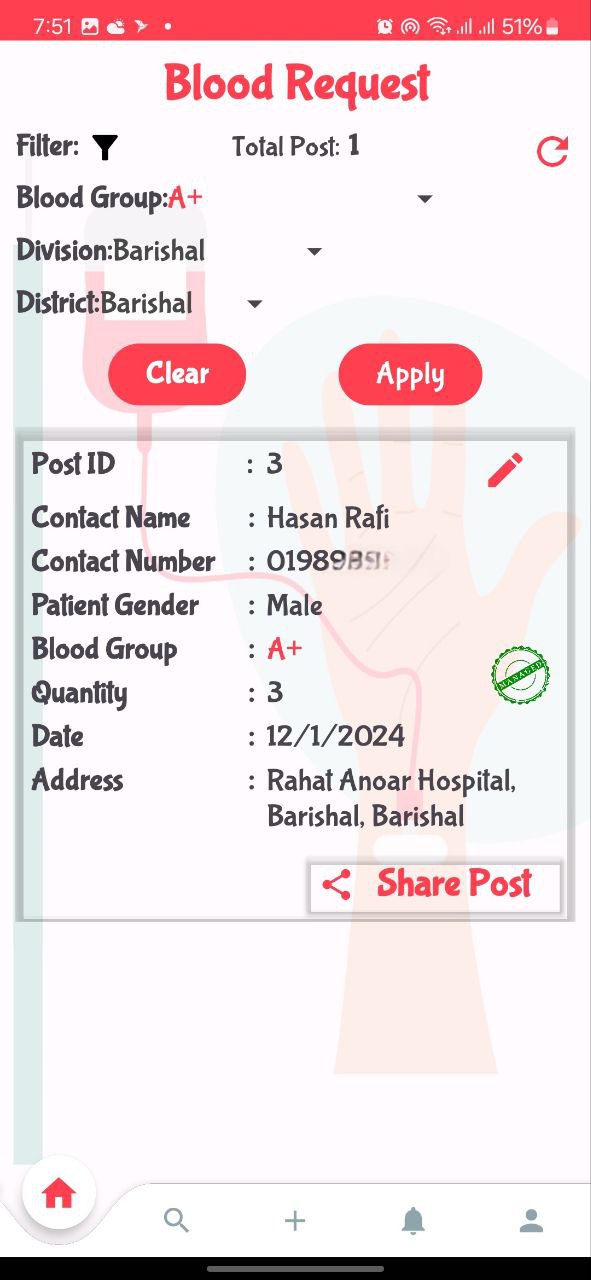 7:51
51%
Blood Request
Filter: Total Post: 1
Blood Group:A+
Division:Barishal
District:Barishal
Clear Apply
Post ID : 3
Contact Name : Hasan Rafi
Contact Number :
Patient Gender : Male
Blood Group : A+
MANAGED
Quantity : 3
Date : 12/1/2024
Address : Rahat Anoar Hospital,
Barishal, Barishal
Share Post